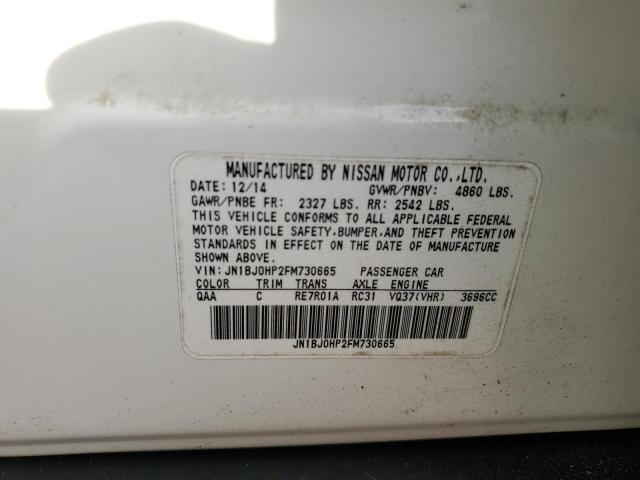 MANUFACTURED BY NISSAN MOTOR CO.,LTD.
DATE: 12/14 GVWR/PNBV: 4860 LBS.
GAWR/PNBE FR: 2327 LBS. RR: 2542 LBS.
THIS VEHICLE CONFORMS TO ALL APPLICABLE FEDERAL
MOTOR VEHICLE SAFETY,BUMPER,AND THEFT PREVENTION
STANDARDS IN EFFECT ON THE DATE OF MANUFACTURE
SHOWN ABOVE.
VIN: JN1BJ0HP2FM730665 PASSENGER CAR
COLOR TRIM TRANS AXLE ENGINE
QAA C RE7R01A RC31 VQ37(VHR) 3696CC
JN1BJ0HP2FM730665